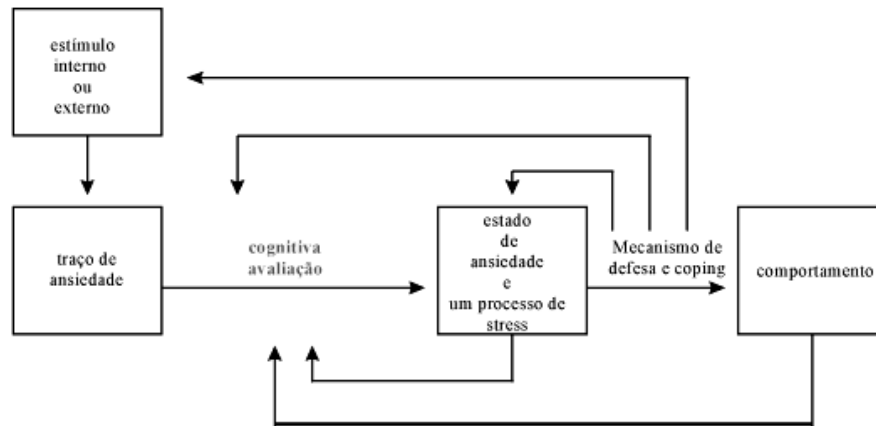 estímulo
interno
ou
externo
traço de
ansiedade
cognitiva
avaliação
estado
de
ansiedade
e
um processo de
stress
Mecanismo de
defesa e coping
comportamento